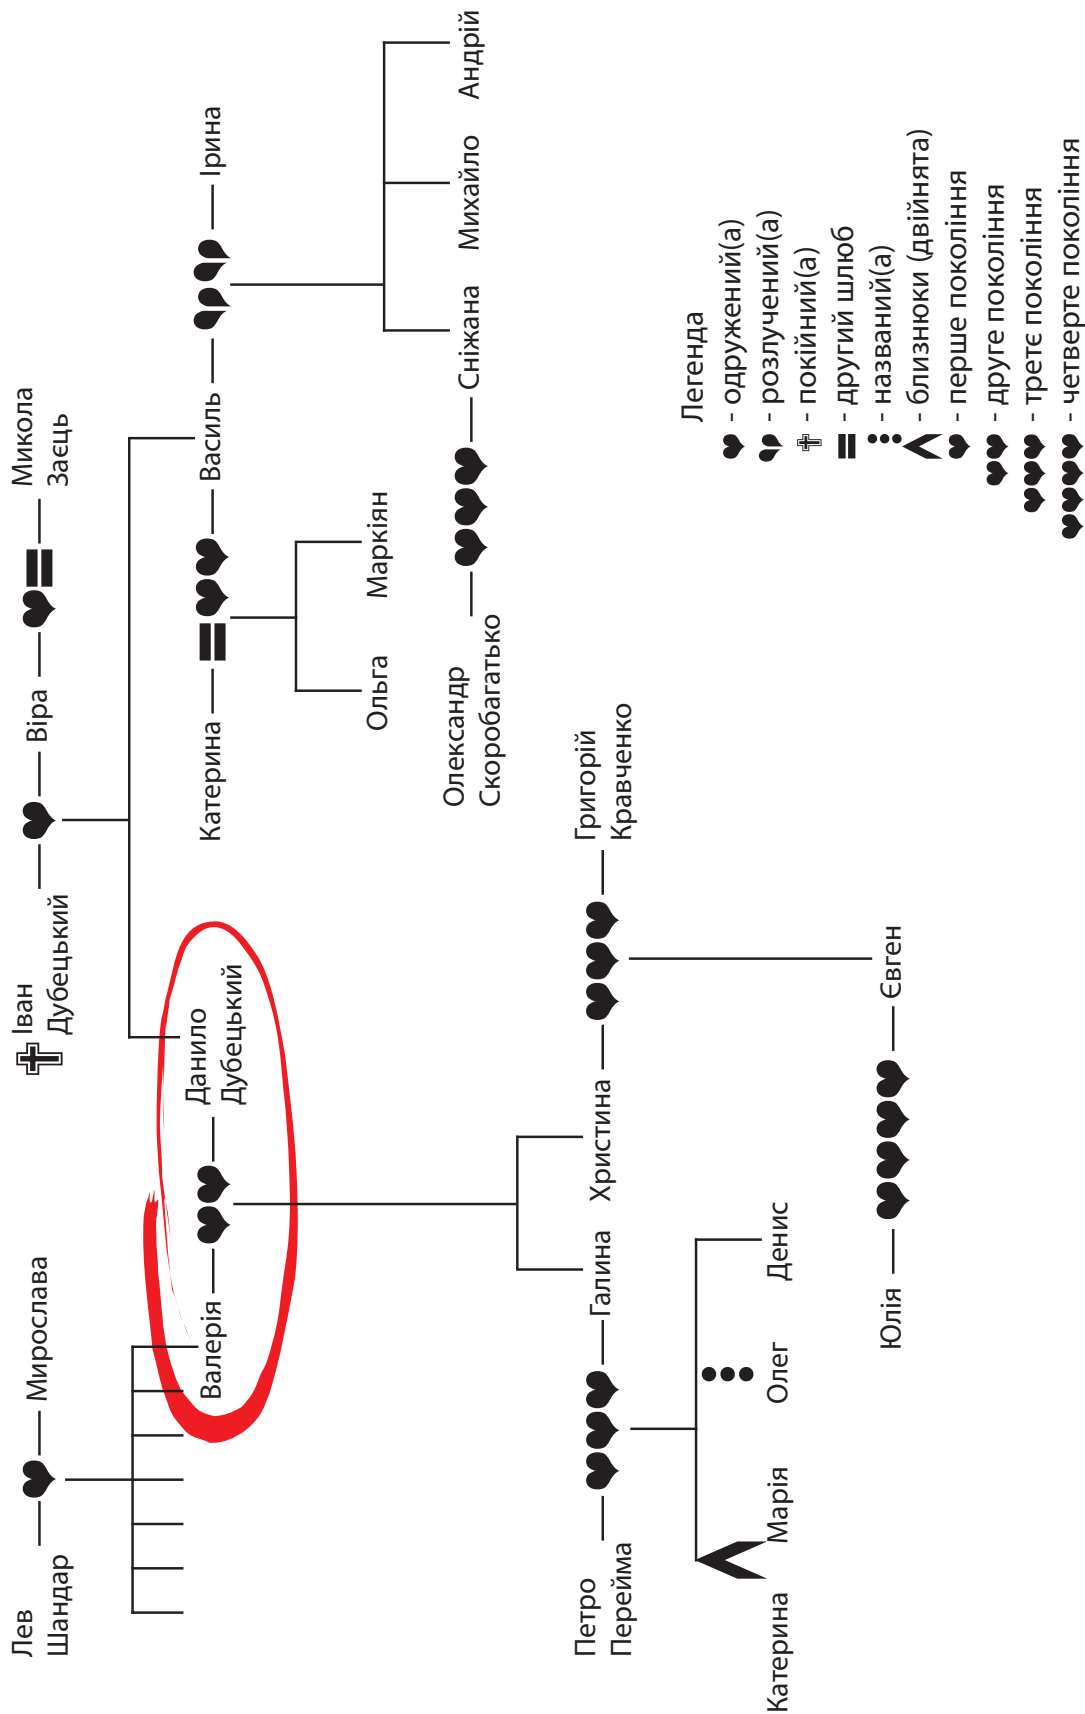 Лев
Шандар
Мирослава
Іван
Дубецький
Віра
Микола
Заєць
Валерія
Данило
Дубецький
Катерина
Василь
Ірина
Ольга
Маркіян
Олександр
Скоробагатько
Сніжана
Михайло
Андрій
Петро
Перейма
Галина
Христина
Григорій
Кравченко
Катерина
Марія
Олег
Денис
Юлія
Євген
Легенда
- одружений(а)
- розлучений(а)
- покійний(а)
- другий шлюб
- названий(а)
- близнюки (двійнята)
- перше покоління
- друге покоління
- третє покоління
- четверте покоління